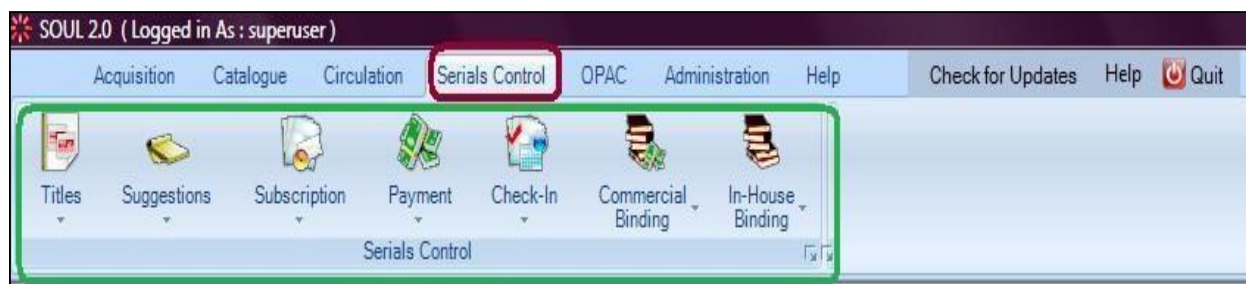 SOUL 2.0 ( Logged in As : superuser )
Acquisition Catalogue Circulation Serials Control OPAC Administration Help Check for Updates Help Quit
Titles Suggestions Subscription Payment Check-In Commercial Binding In-House Binding
Serials Control